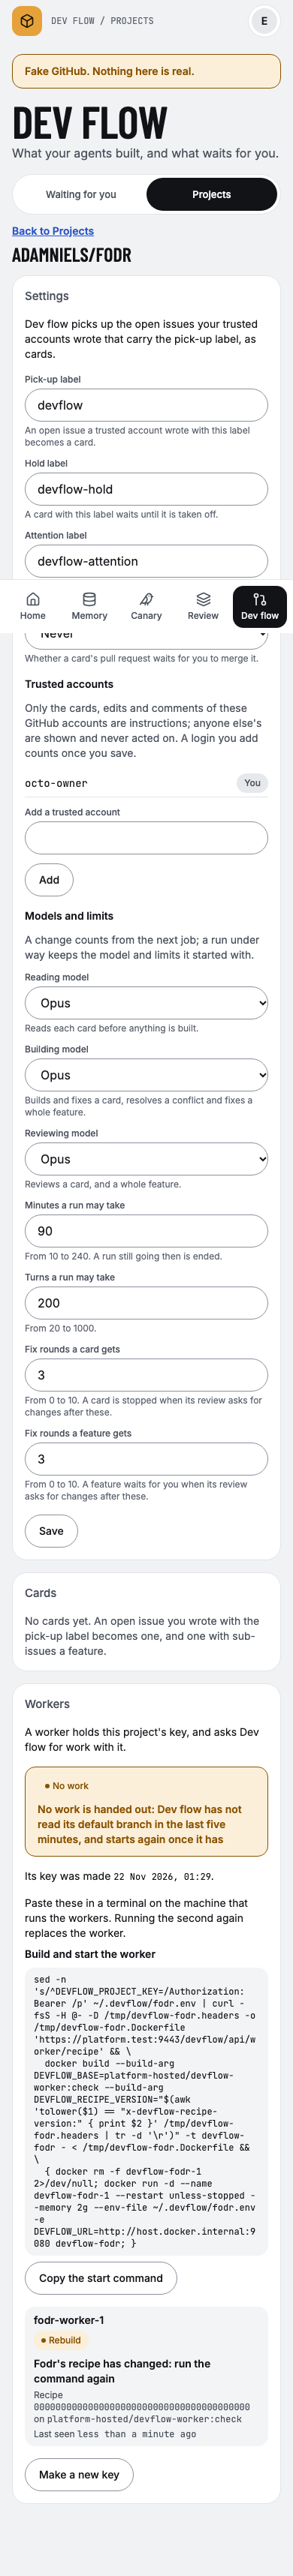 DEV FLOW / PROJECTS
E
Fake GitHub. Nothing here is real.
DEV FLOW
What your agents built, and what waits for you.
Waiting for you
Projects
Back to Projects
ADAMNIELS/FODR
Settings
Dev flow picks up the open issues your trusted
accounts wrote that carry the pick-up label, as
cards.
Pick-up label
devflow
An open issue a trusted account wrote with this label
becomes a card.
Hold label
devflow-hold
A card with this label waits until it is taken off.
Attention label
devflow-attention
Home
Memory
Canary
Review
Dev flow
Never
Whether a card's pull request waits for you to merge it.
Trusted accounts
Only the cards, edits and comments of these
GitHub accounts are instructions; anyone else's
are shown and never acted on. A login you add
counts once you save.
octo-owner
You
Add a trusted account
Add
Models and limits
A change counts from the next job; a run under
way keeps the model and limits it started with.
Reading model
Opus
Reads each card before anything is built.
Building model
Opus
Builds and fixes a card, resolves a conflict and fixes a
whole feature.
Reviewing model
Opus
Reviews a card, and a whole feature.
Minutes a run may take
90
From 10 to 240. A run still going then is ended.
Turns a run may take
200
From 20 to 1000.
Fix rounds a card gets
3
From 0 to 10. A card is stopped when its review asks for
changes after these.
Fix rounds a feature gets
3
From 0 to 10. A feature waits for you when its review
asks for changes after these.
Save
Cards
No cards yet. An open issue you wrote with the
pick-up label becomes one, and one with sub-
issues a feature.
Workers
A worker holds this project's key, and asks Dev
flow for work with it.
No work
No work is handed out: Dev flow has not
read its default branch in the last five
minutes, and starts again once it has
Its key was made 22 Nov 2026, 01:29.
Paste these in a terminal on the machine that
runs the workers. Running the second again
replaces the worker.
Build and start the worker
sed -n
's/^DEVFLOW_PROJECT_KEY=/Authorization:
Bearer /p' ~/.devflow/fodr.env | curl -
fsS -H @- -D /tmp/devflow-fodr.headers -o
/tmp/devflow-fodr.Dockerfile
'https://platform.test:9443/devflow/api/w
orker/recipe' && \
docker build --build-arg
DEVFLOW_BASE=platform-hosted/devflow-
worker:check --build-arg
DEVFLOW_RECIPE_VERSION="$(awk
'tolower($1) == "x-devflow-recipe-
version:" { print $2 }' /tmp/devflow-
fodr.headers | tr -d '\r')" -t devflow-
fodr - < /tmp/devflow-fodr.Dockerfile &&
\
{ docker rm -f devflow-fodr-1
2>/dev/null; docker run -d --name
devflow-fodr-1 --restart unless-stopped -
-memory 2g --env-file ~/.devflow/fodr.env
-e
DEVFLOW_URL=http://host.docker.internal:9
080 devflow-fodr; }
Copy the start command
fodr-worker-1
Rebuild
Fodr's recipe has changed: run the
command again
Recipe
0000000000000000000000000000000000000000
on platform-hosted/devflow-worker:check
Last seen less than a minute ago
Make a new key